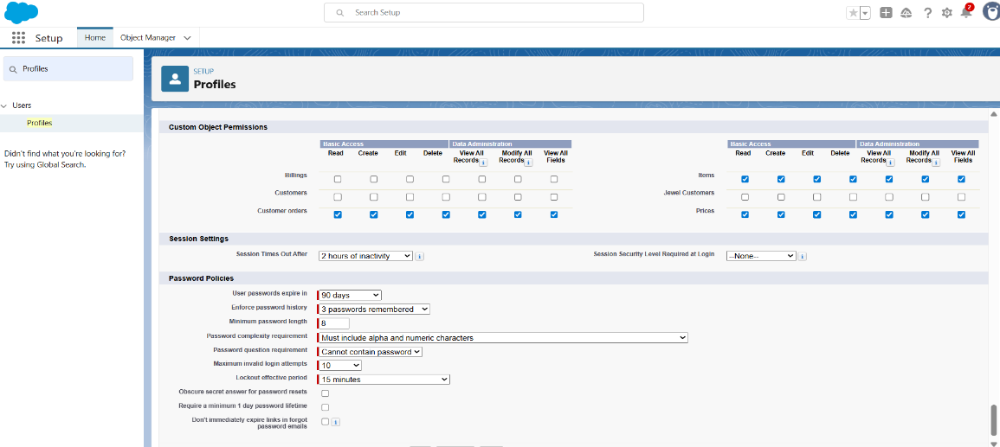 Search Setup
2
Setup
Home
Object Manager
Profiles
Users
Profiles
Didn't find what you're looking for?
Try using Global Search.
SETUP
Profiles
Custom Object Permissions
Basic Access Data Administration
Read Create Edit Delete View All Records Modify All Records View All Fields
Billings
Customers
Customer orders
Basic Access Data Administration
Read Create Edit Delete View All Records Modify All Records View All Fields
Items
Jewel Customers
Prices
Session Settings
Session Times Out After 2 hours of inactivity
Session Security Level Required at Login --None--
Password Policies
User passwords expire in 90 days
Enforce password history 3 passwords remembered
Minimum password length 8
Password complexity requirement Must include alpha and numeric characters
Password question requirement Cannot contain password
Maximum invalid login attempts 10
Lockout effective period 15 minutes
Obscure secret answer for password resets
Require a minimum 1 day password lifetime
Don't immediately expire links in forgot
password emails